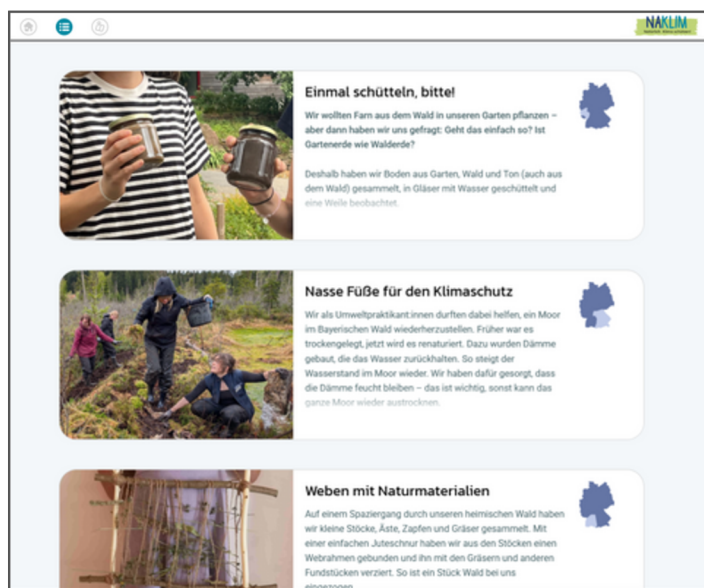 NAKLIM
Natürlich. Klima-schützen!
Einmal schütteln, bitte!
Wir wollten Farn aus dem Wald in unseren Garten pflanzen –
aber dann haben wir uns gefragt: Geht das einfach so? Ist
Gartenerde wie Walderde?
Deshalb haben wir Boden aus Garten, Wald und Ton (auch aus
dem Wald) gesammelt, in Gläser mit Wasser geschüttelt und
eine Weile beobachtet.
Nasse Füße für den Klimaschutz
Wir als Umweltpraktikant:innen durften dabei helfen, ein Moor
im Bayerischen Wald wiederherzustellen. Früher war es
trockengelegt, jetzt wird es renaturiert. Dazu wurden Dämme
gebaut, die das Wasser zurückhalten. So steigt der
Wasserstand im Moor wieder. Wir haben dafür gesorgt, dass
die Dämme feucht bleiben – das ist wichtig, sonst kann das
ganze Moor wieder austrocknen.
Weben mit Naturmaterialien
Auf einem Spaziergang durch unseren heimischen Wald haben
wir kleine Stöcke, Äste, Zapfen und Gräser gesammelt. Mit
einer einfachen Juteschnur haben wir aus den Stöcken einen
Webrahmen gebunden und ihn mit den Gräsern und anderen
Fundstücken verziert. So ist ein Stück Wald bei uns
eingezogen.